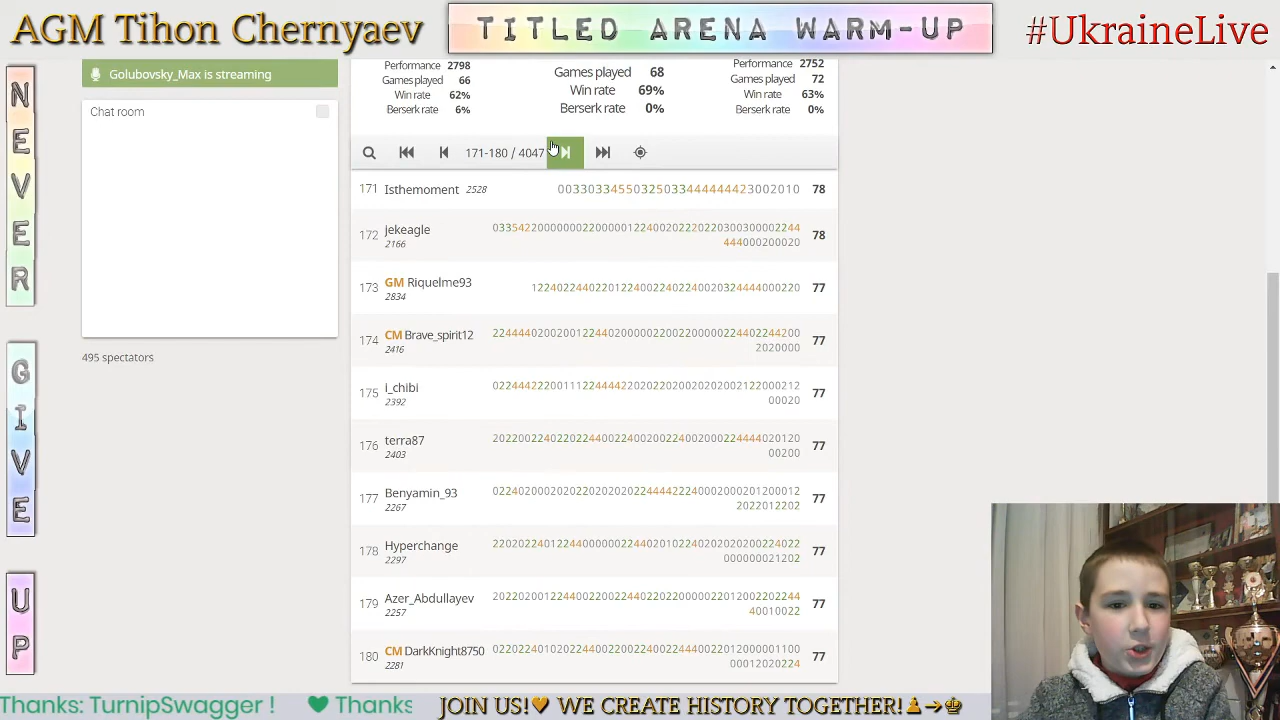 AGM Tihon Chernyaev
TITLED ARENA WARM-UP
#UkraineLive
NEVER
GIVE
UP
Golubovsky_Max is streaming
Chat room
495 spectators
Performance 2798
Games played 66
Win rate 62%
Berserk rate 6%
Games played 68
Win rate 69%
Berserk rate 0%
Performance 2752
Games played 72
Win rate 63%
Berserk rate 0%
171-180 / 4047
171 Isthemoment 2528 00330334550325033444444423002010 78
172 jekeagle 2166 78
173 GM Riquelme93 2834 77
174 CM Brave_spirit12 2416 77
175 i_chibi 2392 77
176 terra87 2403 77
177 Benyamin_93 2267 77
178 Hyperchange 2297 77
179 Azer_Abdullayev 2257 77
180 CM DarkKnight8750 2281 77
Thanks: TurnipSwagger ! ♥ Thanks
JOIN US!♥ WE CREATE HISTORY TOGETHER!♟→♚